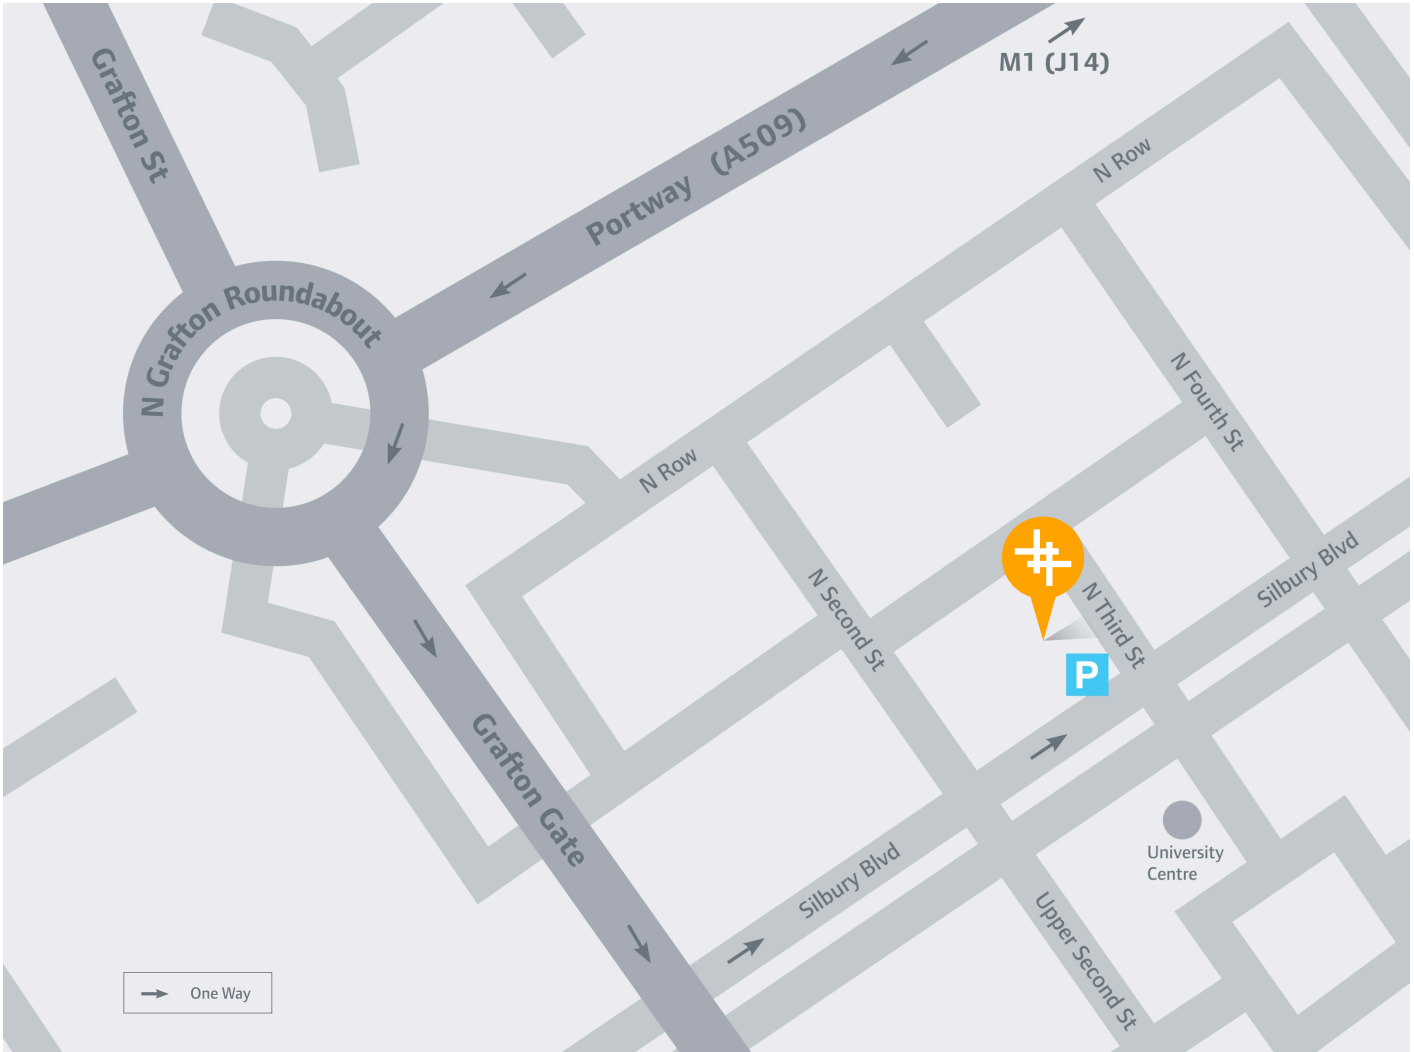 Grafton St
M1 (J14)
Portway (A509)
N Row
N Grafton Roundabout
N Fourth St
N Row
Silbury Blvd
N Second St
N Third St
P
Grafton Gate
Silbury Blvd
University
Centre
Upper Second St
One Way